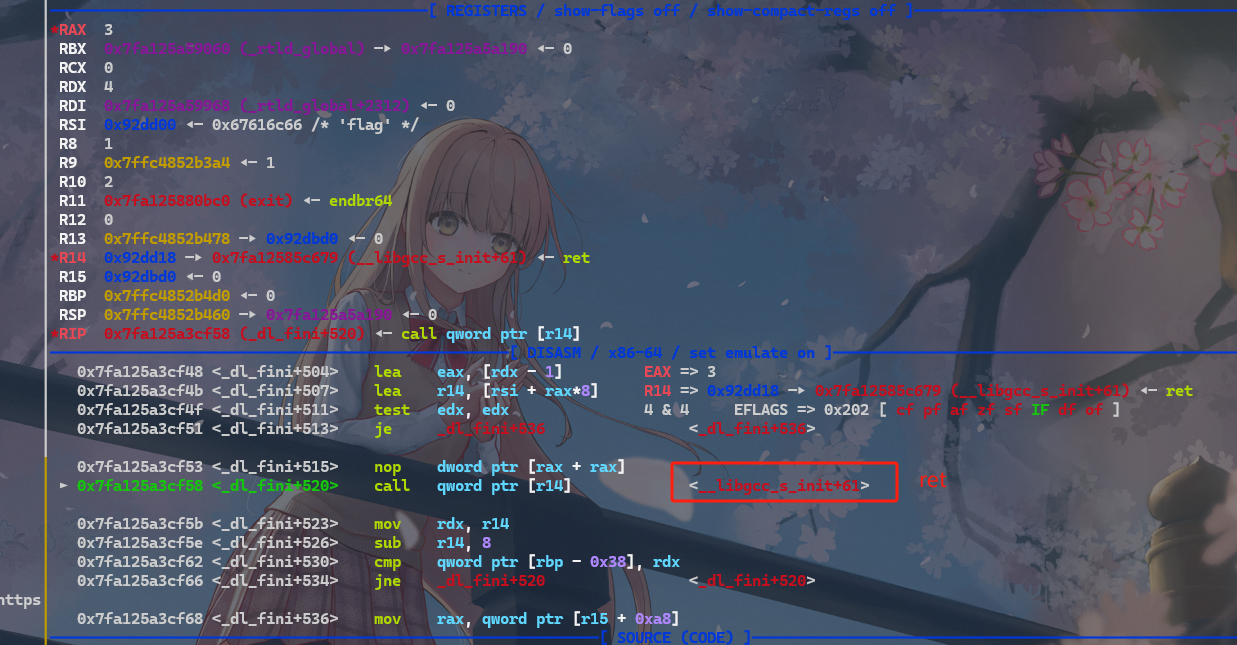 [ REGISTERS / show-flags off / show-compact-regs off ]
*RAX 3
RBX 0x7fa125a59060 (_rtld_global) —▸ 0x7fa125a5a190 ◂— 0
RCX 0
RDX 4
RDI 0x7fa125a59968 (_rtld_global+2312) ◂— 0
RSI 0x92dd00 ◂— 0x67616c66 /* 'flag' */
R8 1
R9 0x7ffc4852b3a4 ◂— 1
R10 2
R11 0x7fa125880bc0 (exit) ◂— endbr64
R12 0
R13 0x7ffc4852b478 —▸ 0x92dbd0 ◂— 0
*R14 0x92dd18 —▸ 0x7fa12585c679 (__libgcc_s_init+61) ◂— ret
R15 0x92dbd0 ◂— 0
RBP 0x7ffc4852b4d0 ◂— 0
RSP 0x7ffc4852b460 —▸ 0x7fa125a5a190 ◂— 0
*RIP 0x7fa125a3cf58 (_dl_fini+520) ◂— call qword ptr [r14]
[ DISASM / x86-64 / set emulate on ]
0x7fa125a3cf48 <_dl_fini+504> lea eax, [rdx - 1] EAX => 3
0x7fa125a3cf4b <_dl_fini+507> lea r14, [rsi + rax*8] R14 => 0x92dd18 —▸ 0x7fa12585c679 (__libgcc_s_init+61) ◂— ret
0x7fa125a3cf4f <_dl_fini+511> test edx, edx 4 & 4 EFLAGS => 0x202 [ cf pf af zf sf IF df of ]
0x7fa125a3cf51 <_dl_fini+513> je _dl_fini+536 <_dl_fini+536>
0x7fa125a3cf53 <_dl_fini+515> nop dword ptr [rax + rax]
► 0x7fa125a3cf58 <_dl_fini+520> call qword ptr [r14] <__libgcc_s_init+61> ret
0x7fa125a3cf5b <_dl_fini+523> mov rdx, r14
0x7fa125a3cf5e <_dl_fini+526> sub r14, 8
0x7fa125a3cf62 <_dl_fini+530> cmp qword ptr [rbp - 0x38], rdx
0x7fa125a3cf66 <_dl_fini+534> jne _dl_fini+520 <_dl_fini+520>
https
0x7fa125a3cf68 <_dl_fini+536> mov rax, qword ptr [r15 + 0xa8]
[ SOURCE (CODE) ]